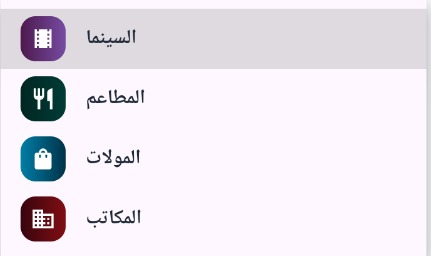 السينما
المطاعم
المولات
المكاتب